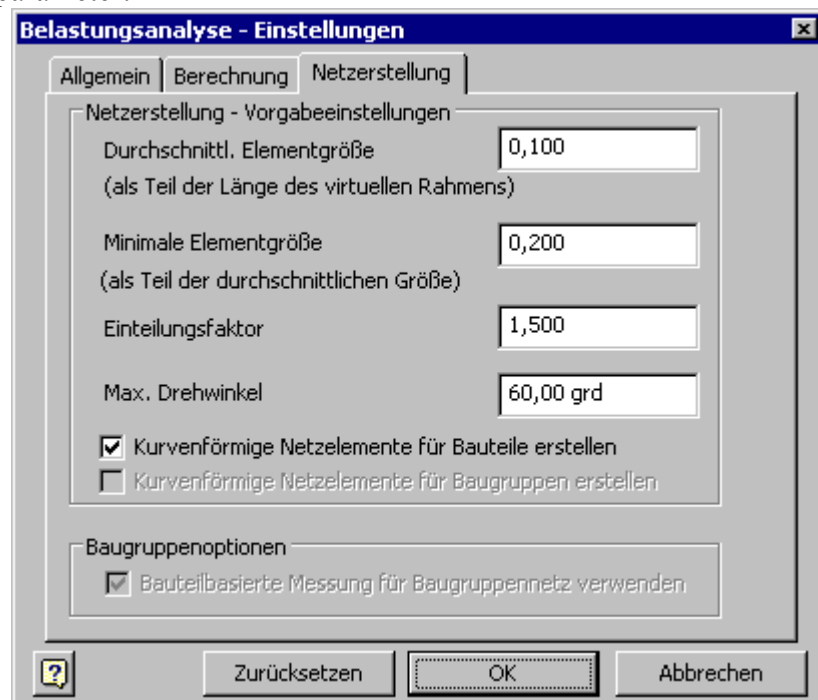 Belastungsanalyse - Einstellungen
Allgemein Berechnung Netzerstellung
Netzerstellung - Vorgabeeinstellungen
Durchschnittl. Elementgröße 0,100
(als Teil der Länge des virtuellen Rahmens)
Minimale Elementgröße 0,200
(als Teil der durchschnittlichen Größe)
Einteilungsfaktor 1,500
Max. Drehwinkel 60,00 grd
Kurvenförmige Netzelemente für Bauteile erstellen
Kurvenförmige Netzelemente für Baugruppen erstellen
Baugruppenoptionen
Bauteilbasierte Messung für Baugruppennetz verwenden
? Zurücksetzen OK Abbrechen